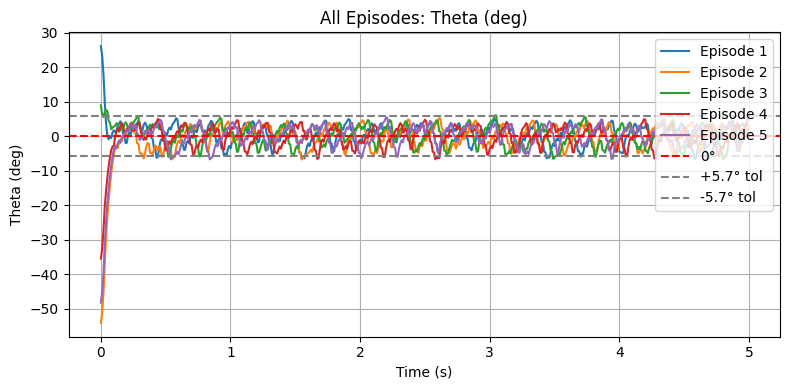 All Episodes: Theta (deg)
Theta (deg)
30
20
10
0
−10
−20
−30
−40
−50
Episode 1
Episode 2
Episode 3
Episode 4
Episode 5
0°
+5.7° tol
-5.7° tol
0
1
2
3
4
5
Time (s)